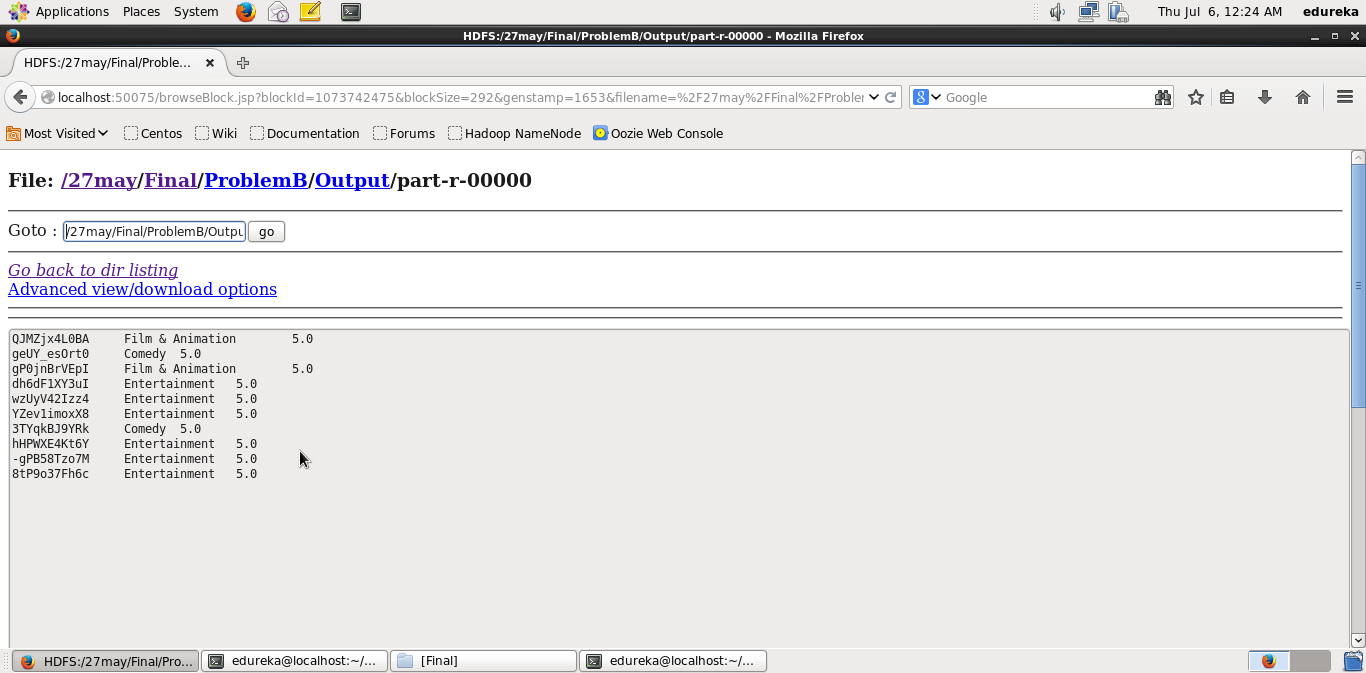 Applications Places System Thu Jul 6, 12:24 AM edureka
HDFS:/27may/Final/ProblemB/Output/part-r-00000 - Mozilla Firefox
HDFS:/27may/Final/Proble...
localhost:50075/browseBlock.jsp?blockId=1073742475&blockSize=292&genstamp=1653&filename=%2F27may%2FFinal%2FProbler Google
Most Visited Centos Wiki Documentation Forums Hadoop NameNode Oozie Web Console
File: /27may/Final/ProblemB/Output/part-r-00000
Goto : /27may/Final/ProblemB/Outpu go
Go back to dir listing
Advanced view/download options
QJMZjx4L0BA Film & Animation 5.0
geUY_esOrt0 Comedy 5.0
gP0jnBrVEpI Film & Animation 5.0
dh6dF1XY3uI Entertainment 5.0
wzUyV42Izz4 Entertainment 5.0
YZev1imoxX8 Entertainment 5.0
3TYqkBJ9YRk Comedy 5.0
hHPWXE4Kt6Y Entertainment 5.0
-gPB58Tzo7M Entertainment 5.0
8tP9o37Fh6c Entertainment 5.0
HDFS:/27may/Final/Pro... edureka@localhost:~/... [Final] edureka@localhost:~/...